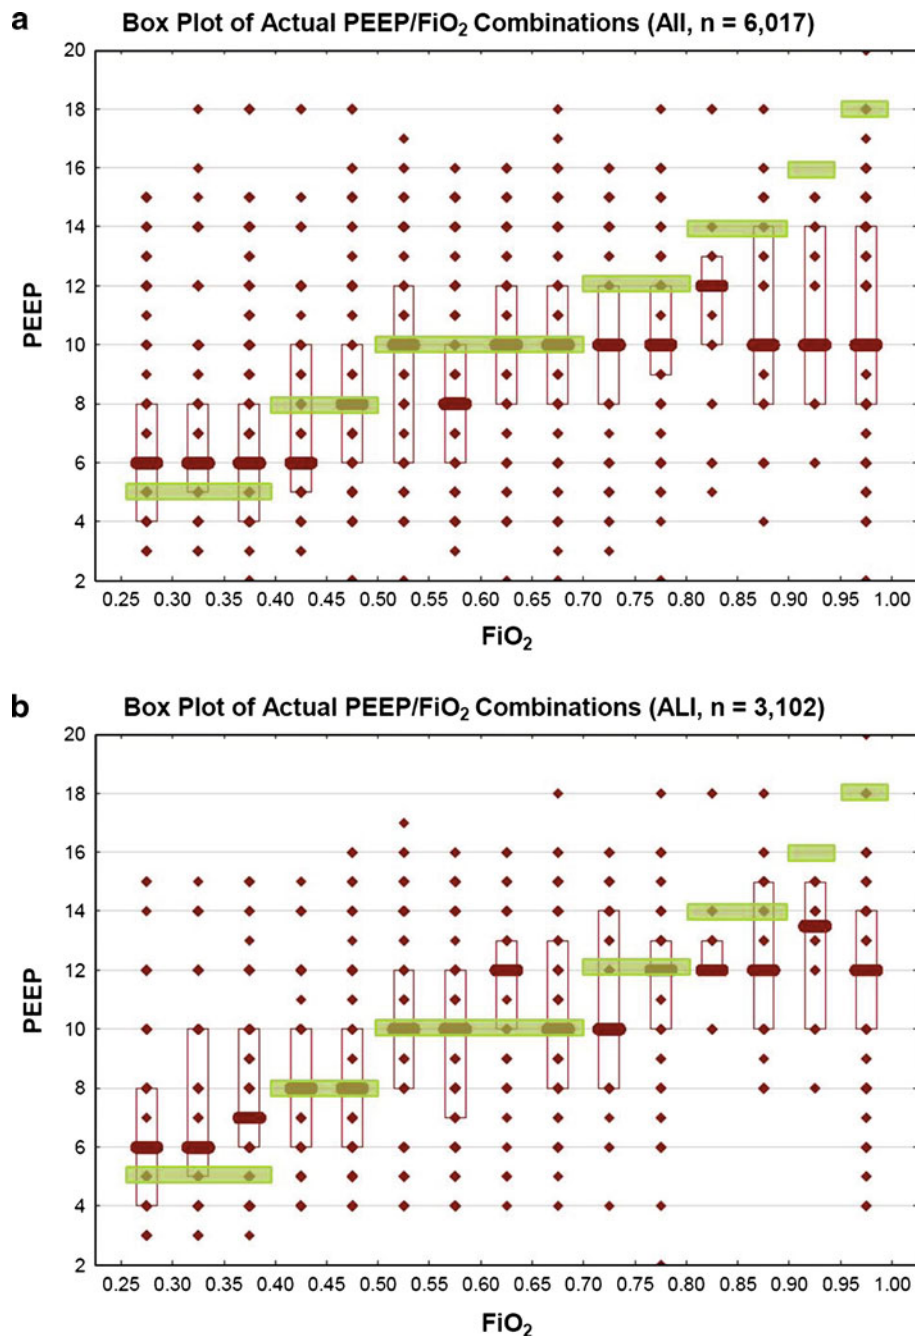 a
Box Plot of Actual PEEP/FiO₂ Combinations (All, n = 6,017)
20
18
16
14
12
10
8
6
4
2
PEEP
0.25 0.30 0.35 0.40 0.45 0.50 0.55 0.60 0.65 0.70 0.75 0.80 0.85 0.90 0.95 1.00
FiO₂
b
Box Plot of Actual PEEP/FiO₂ Combinations (ALI, n = 3,102)
20
18
16
14
12
10
8
6
4
2
PEEP
0.25 0.30 0.35 0.40 0.45 0.50 0.55 0.60 0.65 0.70 0.75 0.80 0.85 0.90 0.95 1.00
FiO₂